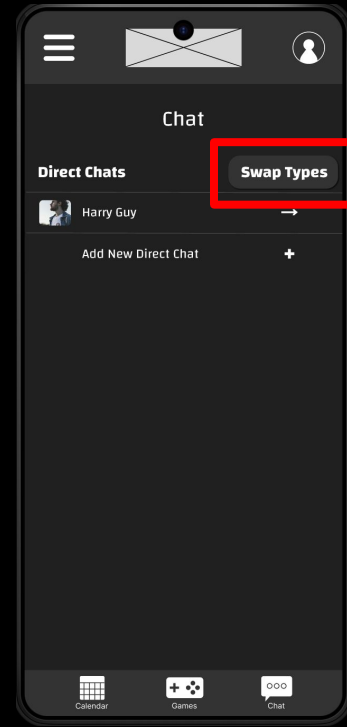 Chat
Direct Chats Swap Types
Harry Guy →
Add New Direct Chat +
Calendar Games Chat